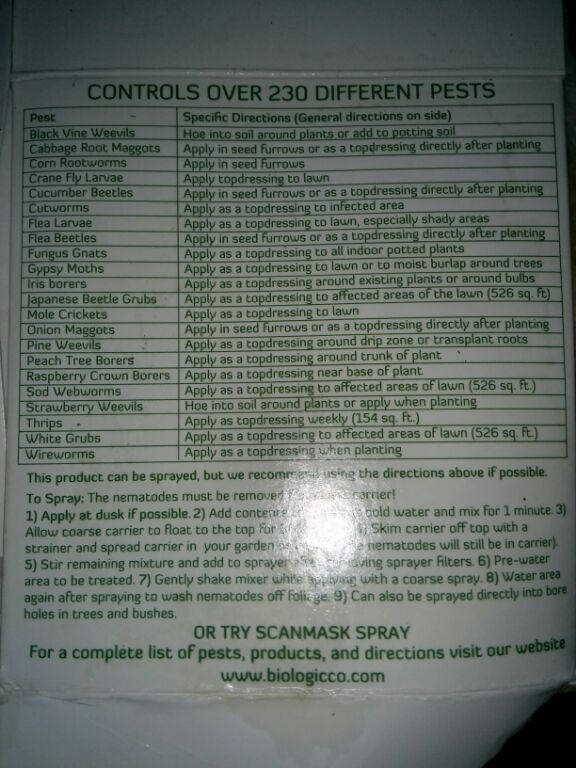 CONTROLS OVER 230 DIFFERENT PESTS
Pest Specific Directions (General directions on side)
Black Vine Weevils Hoe into soil around plants or add to potting soil
Cabbage Root Maggots Apply in seed furrows or as a topdressing directly after planting
Corn Rootworms Apply in seed furrows
Crane Fly Larvae Apply topdressing to lawn
Cucumber Beetles Apply in seed furrows or as a topdressing directly after planting
Cutworms Apply as a topdressing to infected area
Flea Larvae Apply as a topdressing to lawn, especially shady areas
Flea Beetles Apply in seed furrows or as a topdressing directly after planting
Fungus Gnats Apply as a topdressing to all indoor potted plants
Gypsy Moths Apply as a topdressing to lawn or to moist burlap around trees
Iris borers Apply as a topdressing around existing plants or around bulbs
Japanese Beetle Grubs Apply as a topdressing to affected areas of the lawn (526 sq. ft)
Mole Crickets Apply as a topdressing to lawn
Onion Maggots Apply in seed furrows or as a topdressing directly after planting
Pine Weevils Apply as a topdressing around drip zone or transplant roots
Peach Tree Borers Apply as a topdressing around trunk of plant
Raspberry Crown Borers Apply as a topdressing near base of plant
Sod Webworms Apply as a topdressing to affected areas of lawn (526 sq. ft.)
Strawberry Weevils Hoe into soil around plants or apply when planting
Thrips Apply as topdressing weekly (154 sq. ft.)
White Grubs Apply as a topdressing to affected areas of lawn (526 sq. ft.)
Wireworms Apply as a topdressing when planting
This product can be sprayed, but we recommend using the directions above if possible.
To Spray: The nematodes must be removed carrier!
1) Apply at dusk if possible. 2) Add cold water and mix for 1 minute. 3)
Allow coarse carrier to float to the top for Skim carrier off top with a
strainer and spread carrier in your garden nematodes will still be in carrier).
5) Stir remaining mixture and add to sprayer sprayer filters. 6) Pre-water
area to be treated. 7) Gently shake mixer while applying with a coarse spray. 8) Water area
again after spraying to wash nematodes off foliage. 9) Can also be sprayed directly into bore
holes in trees and bushes.
OR TRY SCANMASK SPRAY
For a complete list of pests, products, and directions visit our website
www.biologicco.com